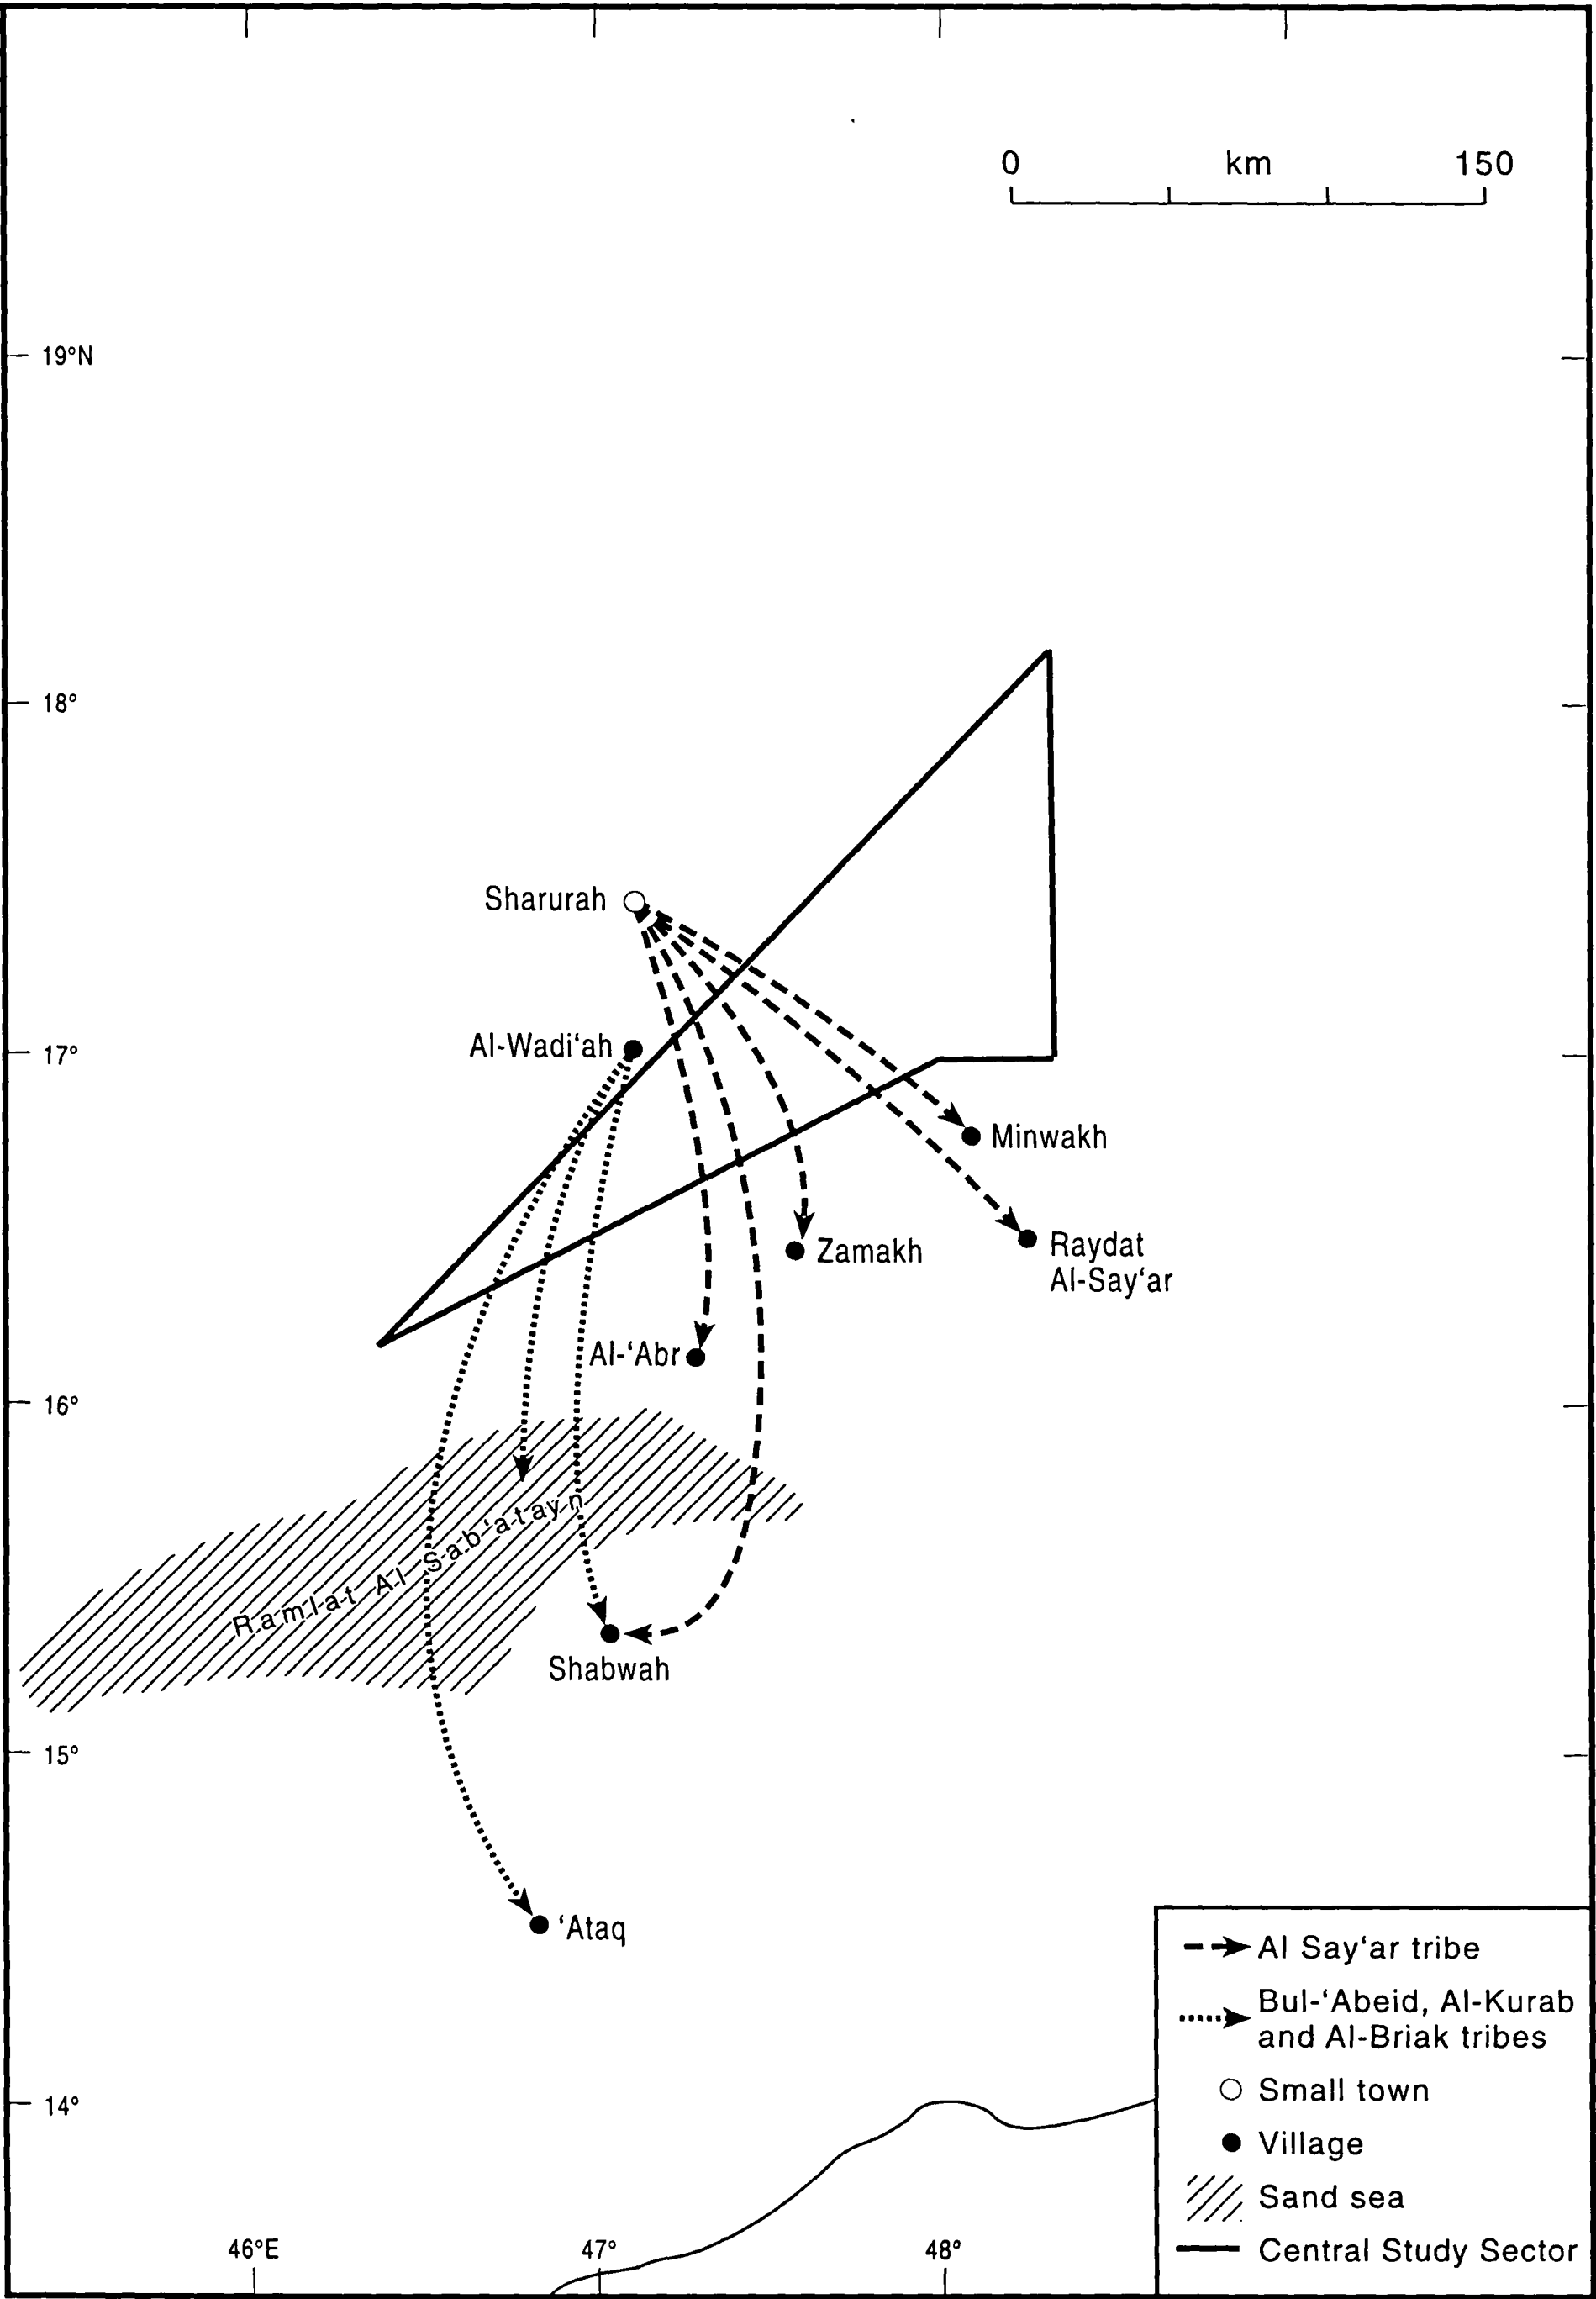 0 km 150
19°N
18°
Sharurah
Al-Wadi‘ah
17°
Minwakh
Raydat
Al-Say‘ar
Zamakh
Al-‘Abr
16°
Ramlat Al Sab‘atayn
Shabwah
15°
‘Ataq
14°
46°E 47° 48°
Al Say‘ar tribe
Bul-‘Abeid, Al-Kurab
and Al-Briak tribes
Small town
Village
Sand sea
Central Study Sector